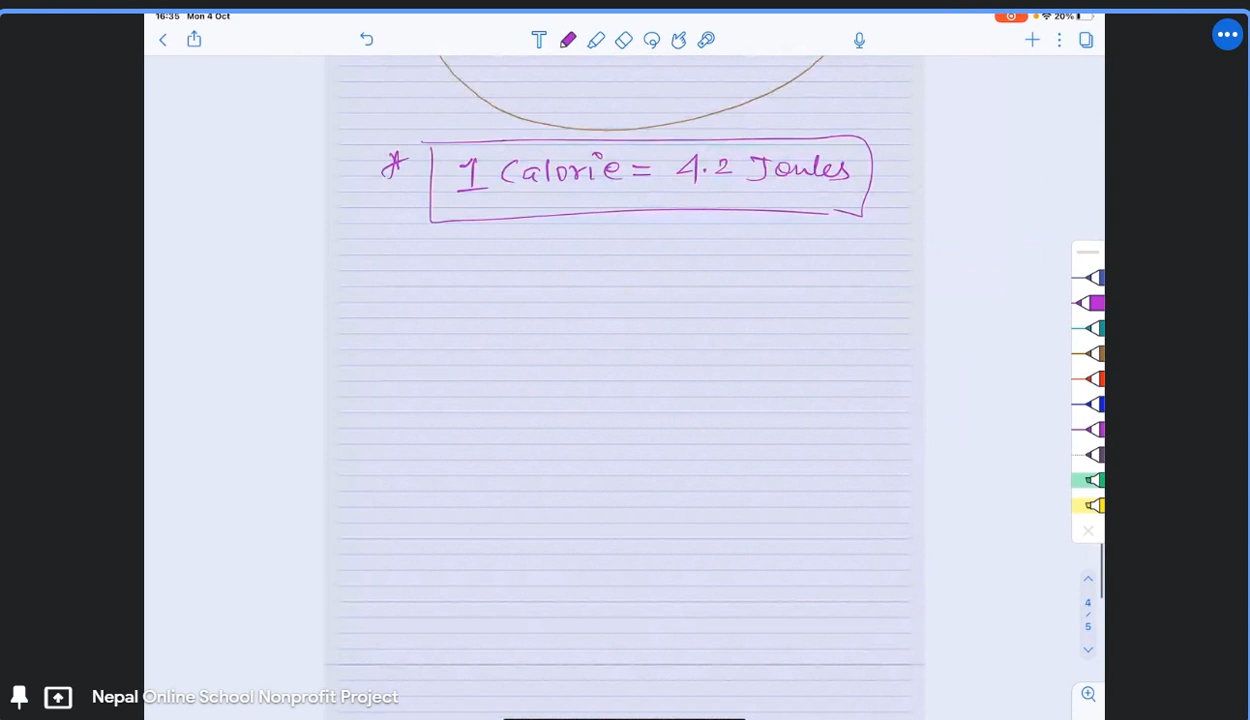 16:35 Mon 4 Oct
20%
T
* 1 Calorie = 4.2 Joules
4
/
5
Nepal Online School Nonprofit Project